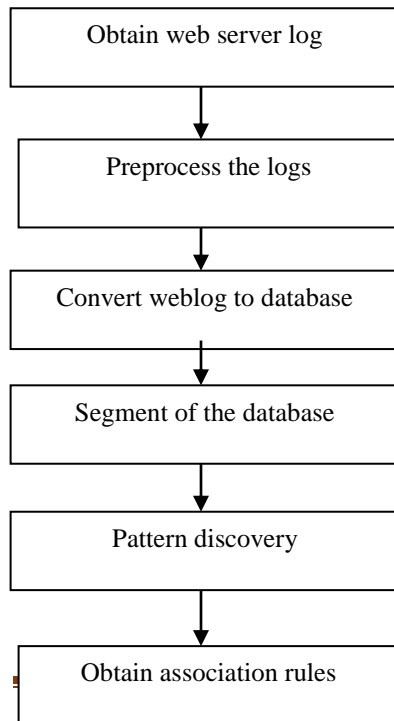 Obtain web server log
Preprocess the logs
Convert weblog to database
Segment of the database
Pattern discovery
Obtain association rules